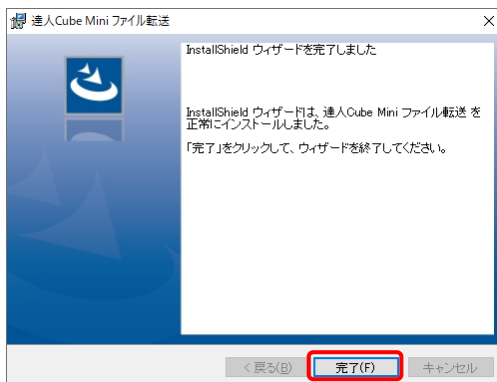 達人Cube Mini ファイル転送
InstallShield ウィザードを完了しました
InstallShield ウィザードは、達人Cube Mini ファイル転送 を
正常にインストールしました。
「完了」をクリックして、ウィザードを終了してください。
< 戻る(B)
完了(F)
キャンセル